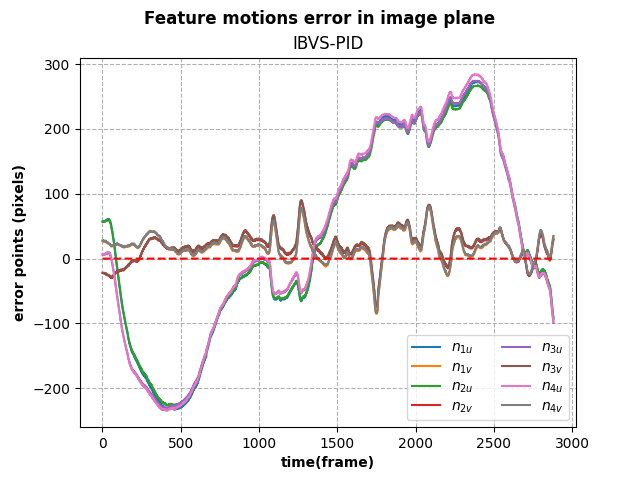 Feature motions error in image plane
IBVS-PID
300
200
100
0
−100
−200
error points (pixels)
0 500 1000 1500 2000 2500 3000
time(frame)
n1u n3u
n1v n3v
n2u n4u
n2v n4v